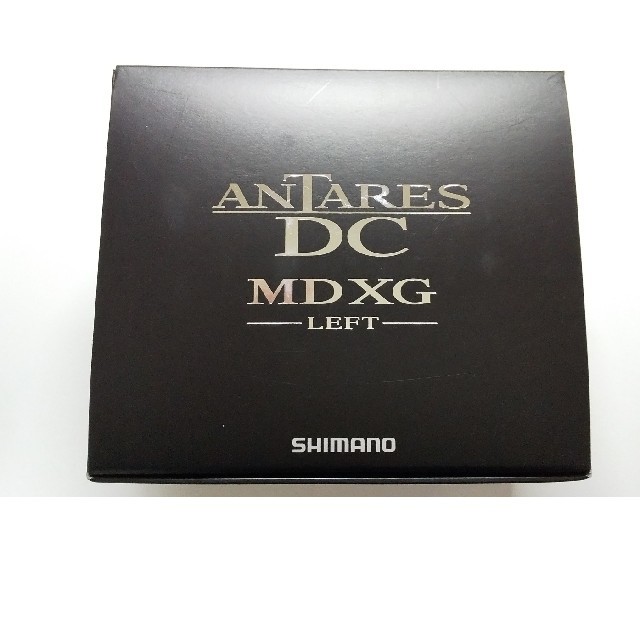 ANTARES
DC
MD XG
LEFT
SHIMANO